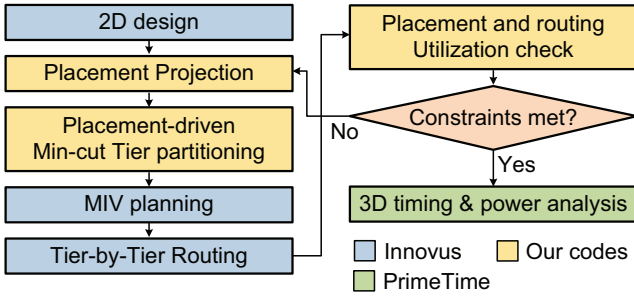 2D design
Placement Projection
Placement-driven
Min-cut Tier partitioning
MIV planning
Tier-by-Tier Routing
Placement and routing
Utilization check
Constraints met?
No
Yes
3D timing & power analysis
Innovus
Our codes
PrimeTime